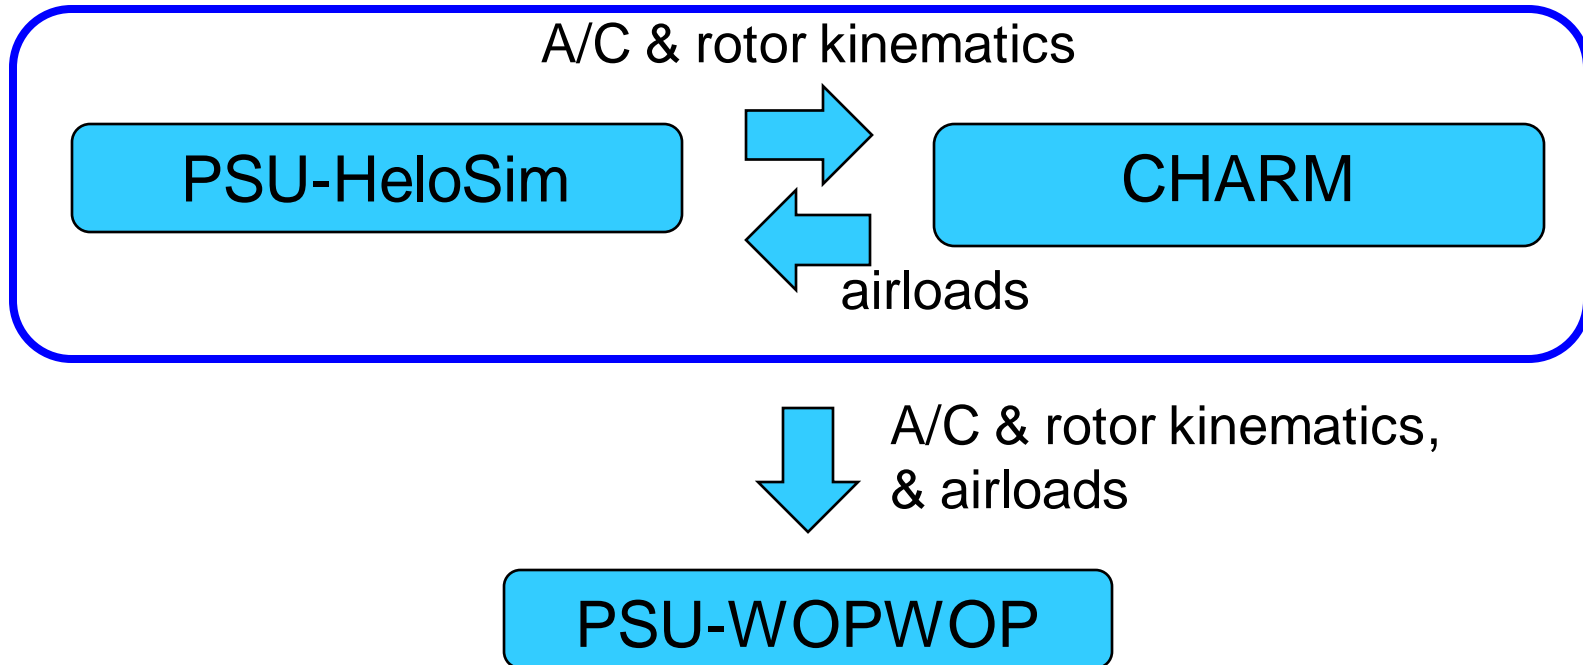 A/C & rotor kinematics
PSU-HeloSim
CHARM
airloads
A/C & rotor kinematics,
& airloads
PSU-WOPWOP